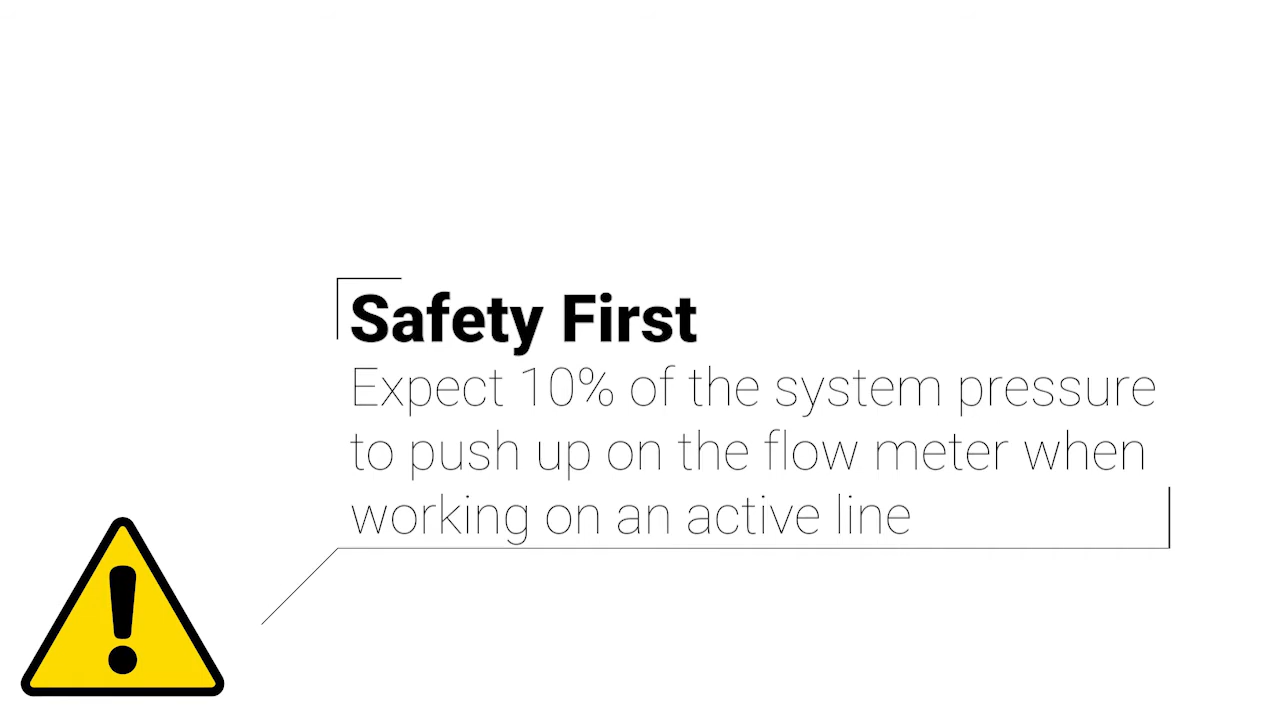 Safety First
Expect 10% of the system pressure
to push up on the flow meter when
working on an active line